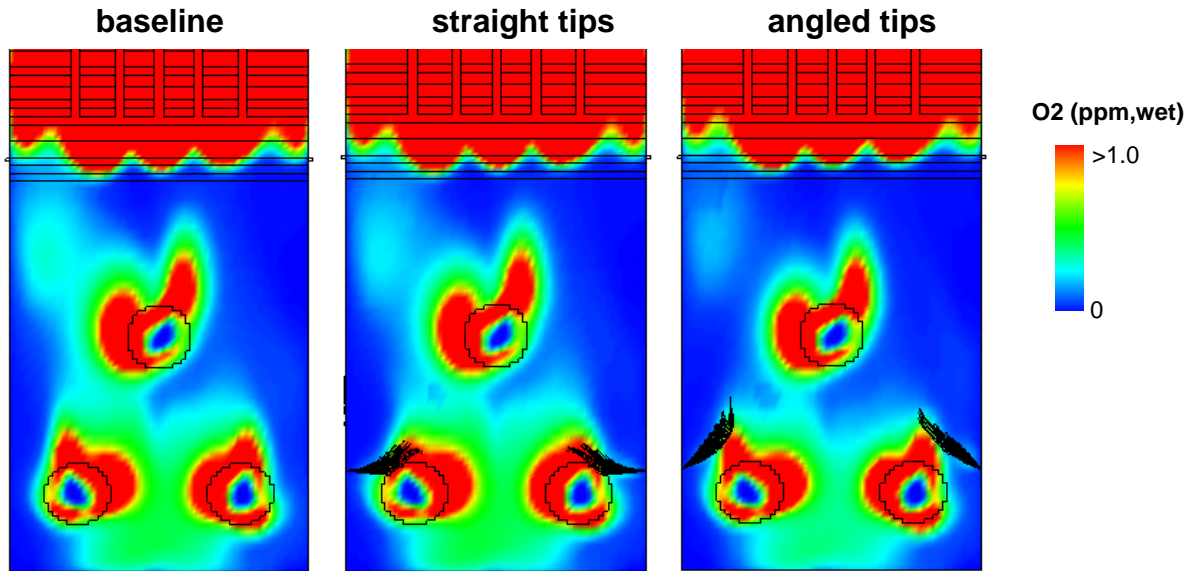 baseline
straight tips
angled tips
O2 (ppm,wet)
>1.0
0